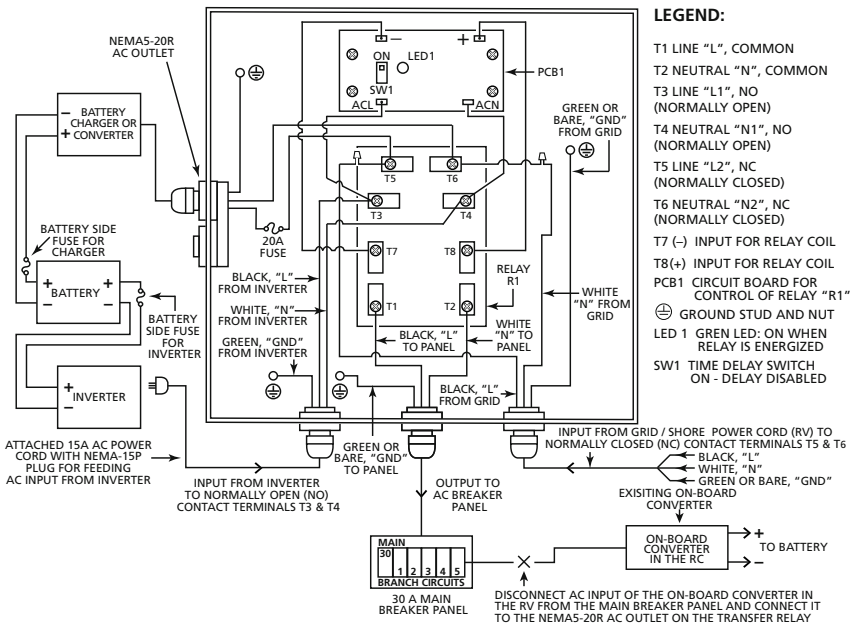 NEMA5-20R
AC OUTLET
BATTERY
CHARGER OR
CONVERTER
−
+
− +
ON
LED1
SW1
ACL
ACN
PCB1
GREEN OR
BARE, “GND”
FROM GRID
T5
T6
T3
T4
T7
T8
T1
T2
20A
FUSE
BATTERY SIDE
FUSE FOR
CHARGER
+ +
BATTERY
− −
BATTERY
SIDE FUSE
FOR
INVERTER
BLACK, “L”
FROM INVERTER
WHITE, “N”
FROM INVERTER
GREEN, “GND”
FROM INVERTER
RELAY
R1
WHITE
“N” FROM
GRID
BLACK, “L”
TO PANEL
WHITE
“N” TO
PANEL
BLACK, “L”
FROM GRID
+
INVERTER
−
ATTACHED 15A AC POWER
CORD WITH NEMA-15P
PLUG FOR FEEDING
AC INPUT FROM INVERTER
INPUT FROM INVERTER
TO NORMALLY OPEN (NO)
CONTACT TERMINALS T3 & T4
GREEN OR
BARE, “GND”
TO PANEL
OUTPUT TO
AC BREAKER
PANEL
INPUT FROM GRID / SHORE POWER CORD (RV) TO
NORMALLY CLOSED (NC) CONTACT TERMINALS T5 & T6
BLACK, “L”
WHITE, “N”
GREEN OR BARE, “GND”
EXISITING ON-BOARD
CONVERTER
ON-BOARD
CONVERTER
IN THE RC
+
TO BATTERY
−
MAIN
30
1 2 3 4 5
BRANCH CIRCUITS
30 A MAIN
BREAKER PANEL
DISCONNECT AC INPUT OF THE ON-BOARD CONVERTER IN
THE RV FROM THE MAIN BREAKER PANEL AND CONNECT IT
TO THE NEMA5-20R AC OUTLET ON THE TRANSFER RELAY
LEGEND:
T1 LINE “L”, COMMON
T2 NEUTRAL “N”, COMMON
T3 LINE “L1”, NO
(NORMALLY OPEN)
T4 NEUTRAL “N1”, NO
(NORMALLY OPEN)
T5 LINE “L2”, NC
(NORMALLY CLOSED)
T6 NEUTRAL “N2”, NC
(NORMALLY CLOSED)
T7 (–) INPUT FOR RELAY COIL
T8(+) INPUT FOR RELAY COIL
PCB1 CIRCUIT BOARD FOR
CONTROL OF RELAY “R1”
GROUND STUD AND NUT
LED 1 GREN LED: ON WHEN
RELAY IS ENERGIZED
SW1 TIME DELAY SWITCH
ON - DELAY DISABLED